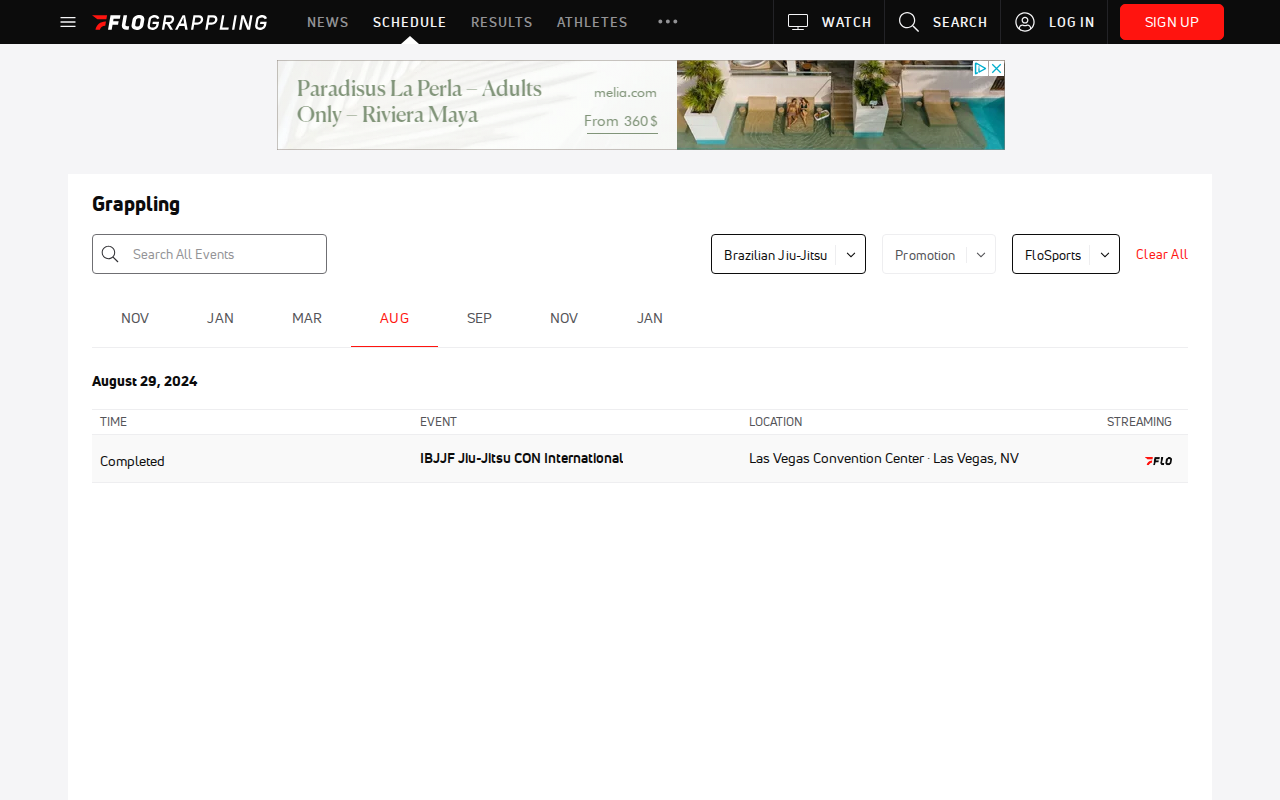 FLOGRAPPLING NEWS SCHEDULE RESULTS ATHLETES WATCH SEARCH LOG IN SIGN UP
Paradisus La Perla – Adults Only – Riviera Maya
melia.com
From 360$
Grappling
Search All Events
Brazilian Jiu-Jitsu
Promotion
FloSports
Clear All
NOV JAN MAR AUG SEP NOV JAN
August 29, 2024
TIME EVENT LOCATION STREAMING
Completed IBJJF Jiu-Jitsu CON International Las Vegas Convention Center · Las Vegas, NV FLO